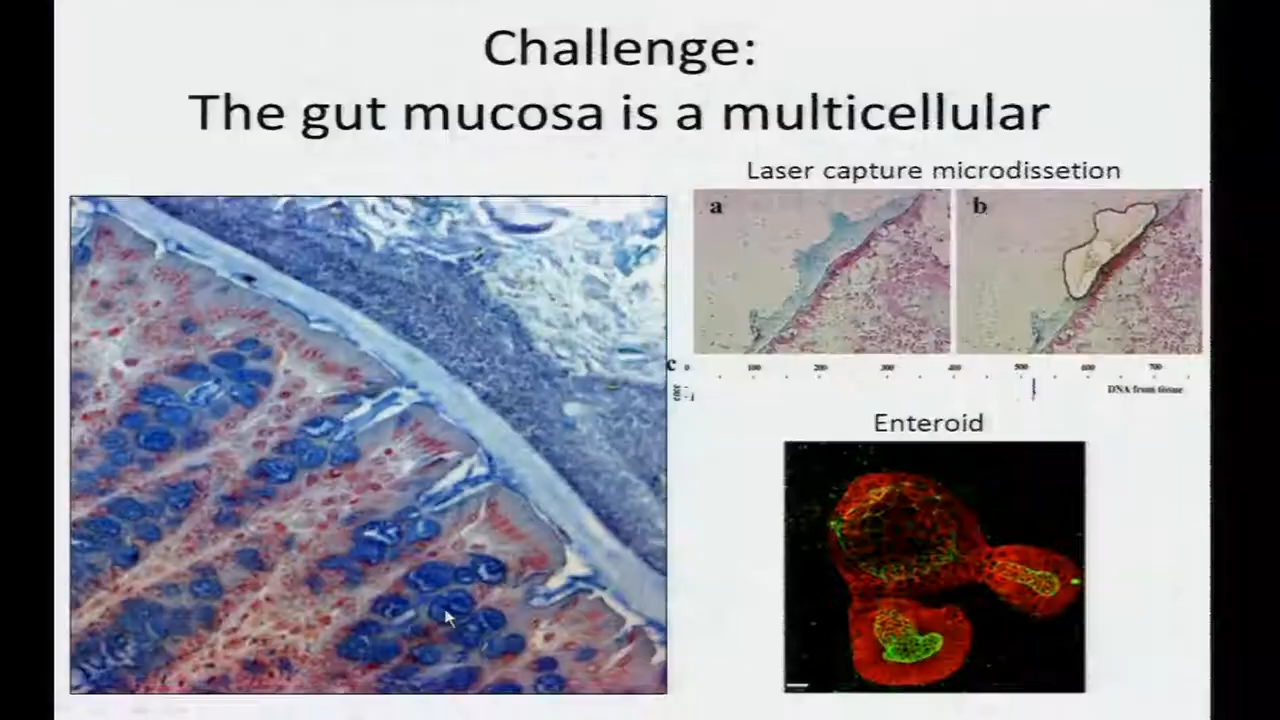 Challenge:
The gut mucosa is a multicellular
Laser capture microdissetion
a
b
c
0 100 200 300 400 500 600 700
DNA from tissue
Enteroid